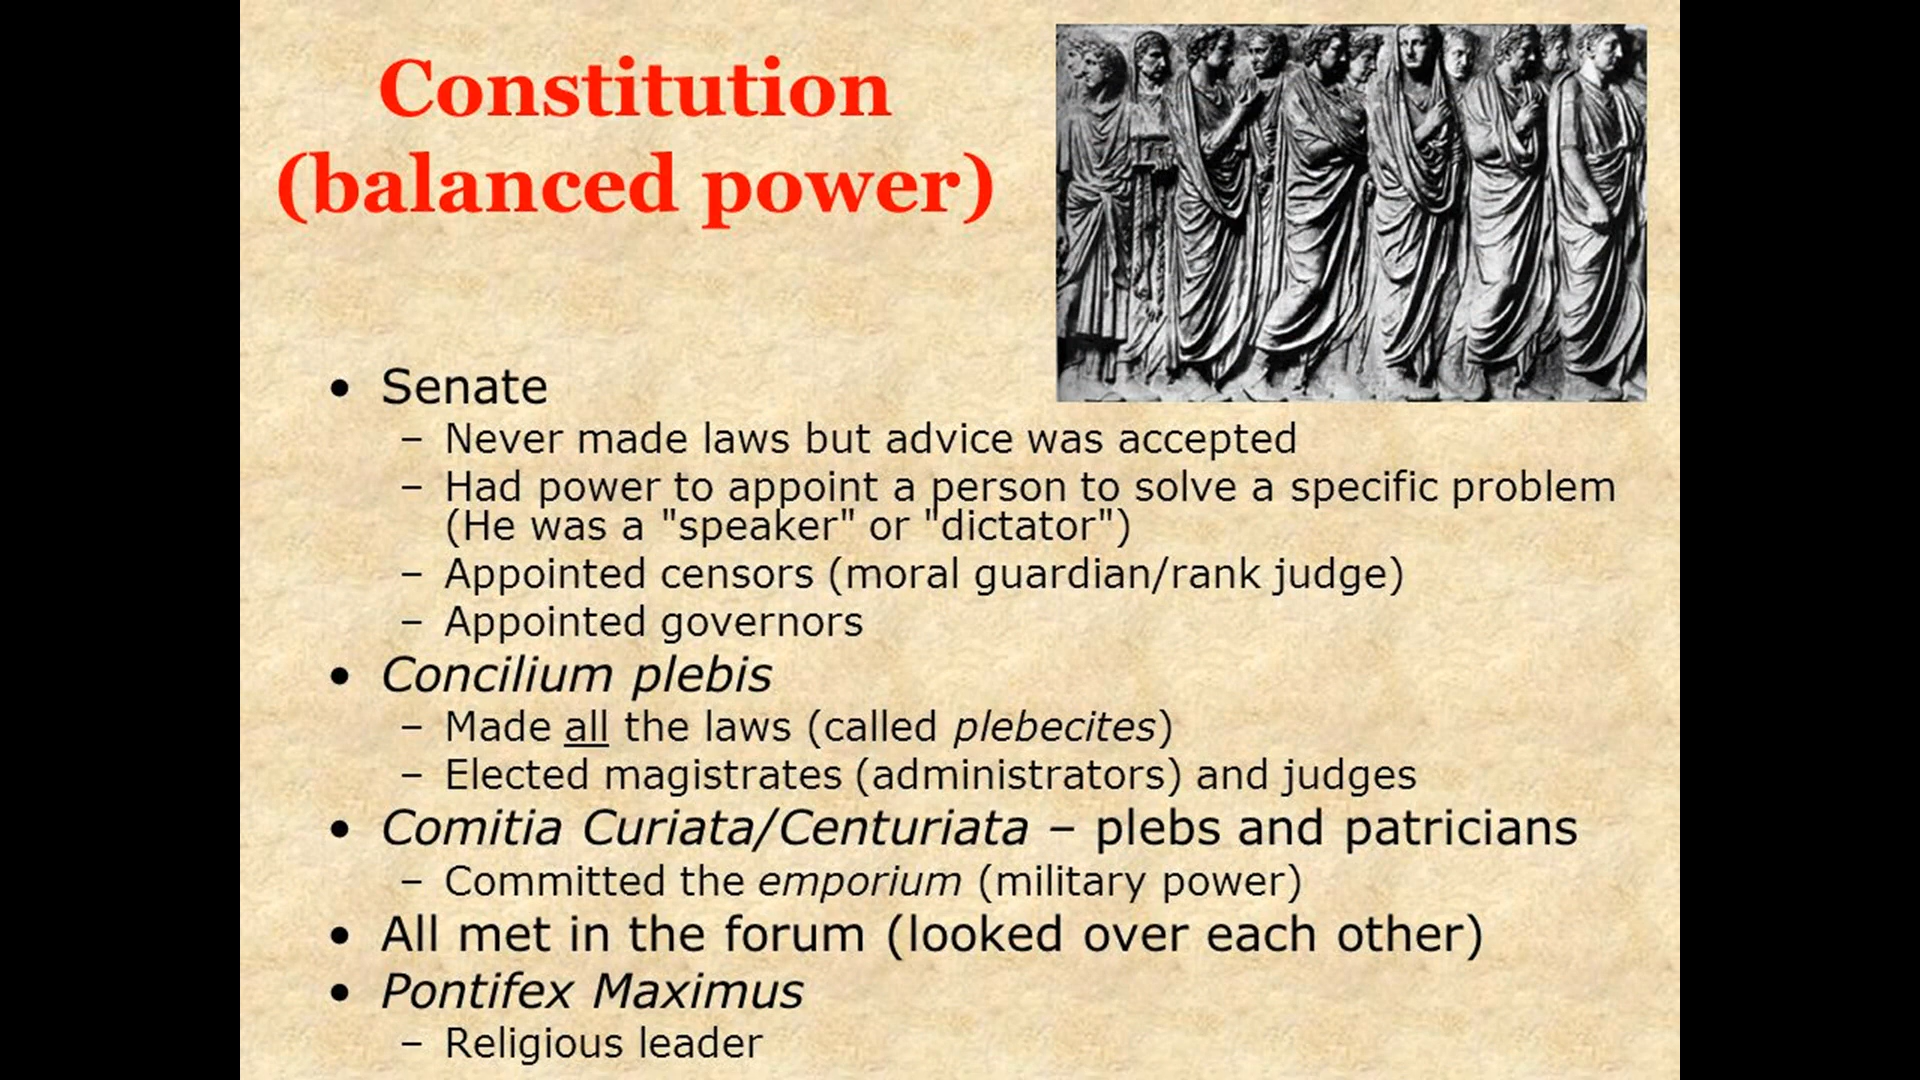 Constitution
(balanced power)
• Senate
– Never made laws but advice was accepted
– Had power to appoint a person to solve a specific problem
(He was a "speaker" or "dictator")
– Appointed censors (moral guardian/rank judge)
– Appointed governors
• Concilium plebis
– Made all the laws (called plebecites)
– Elected magistrates (administrators) and judges
• Comitia Curiata/Centuriata – plebs and patricians
– Committed the emporium (military power)
• All met in the forum (looked over each other)
• Pontifex Maximus
– Religious leader